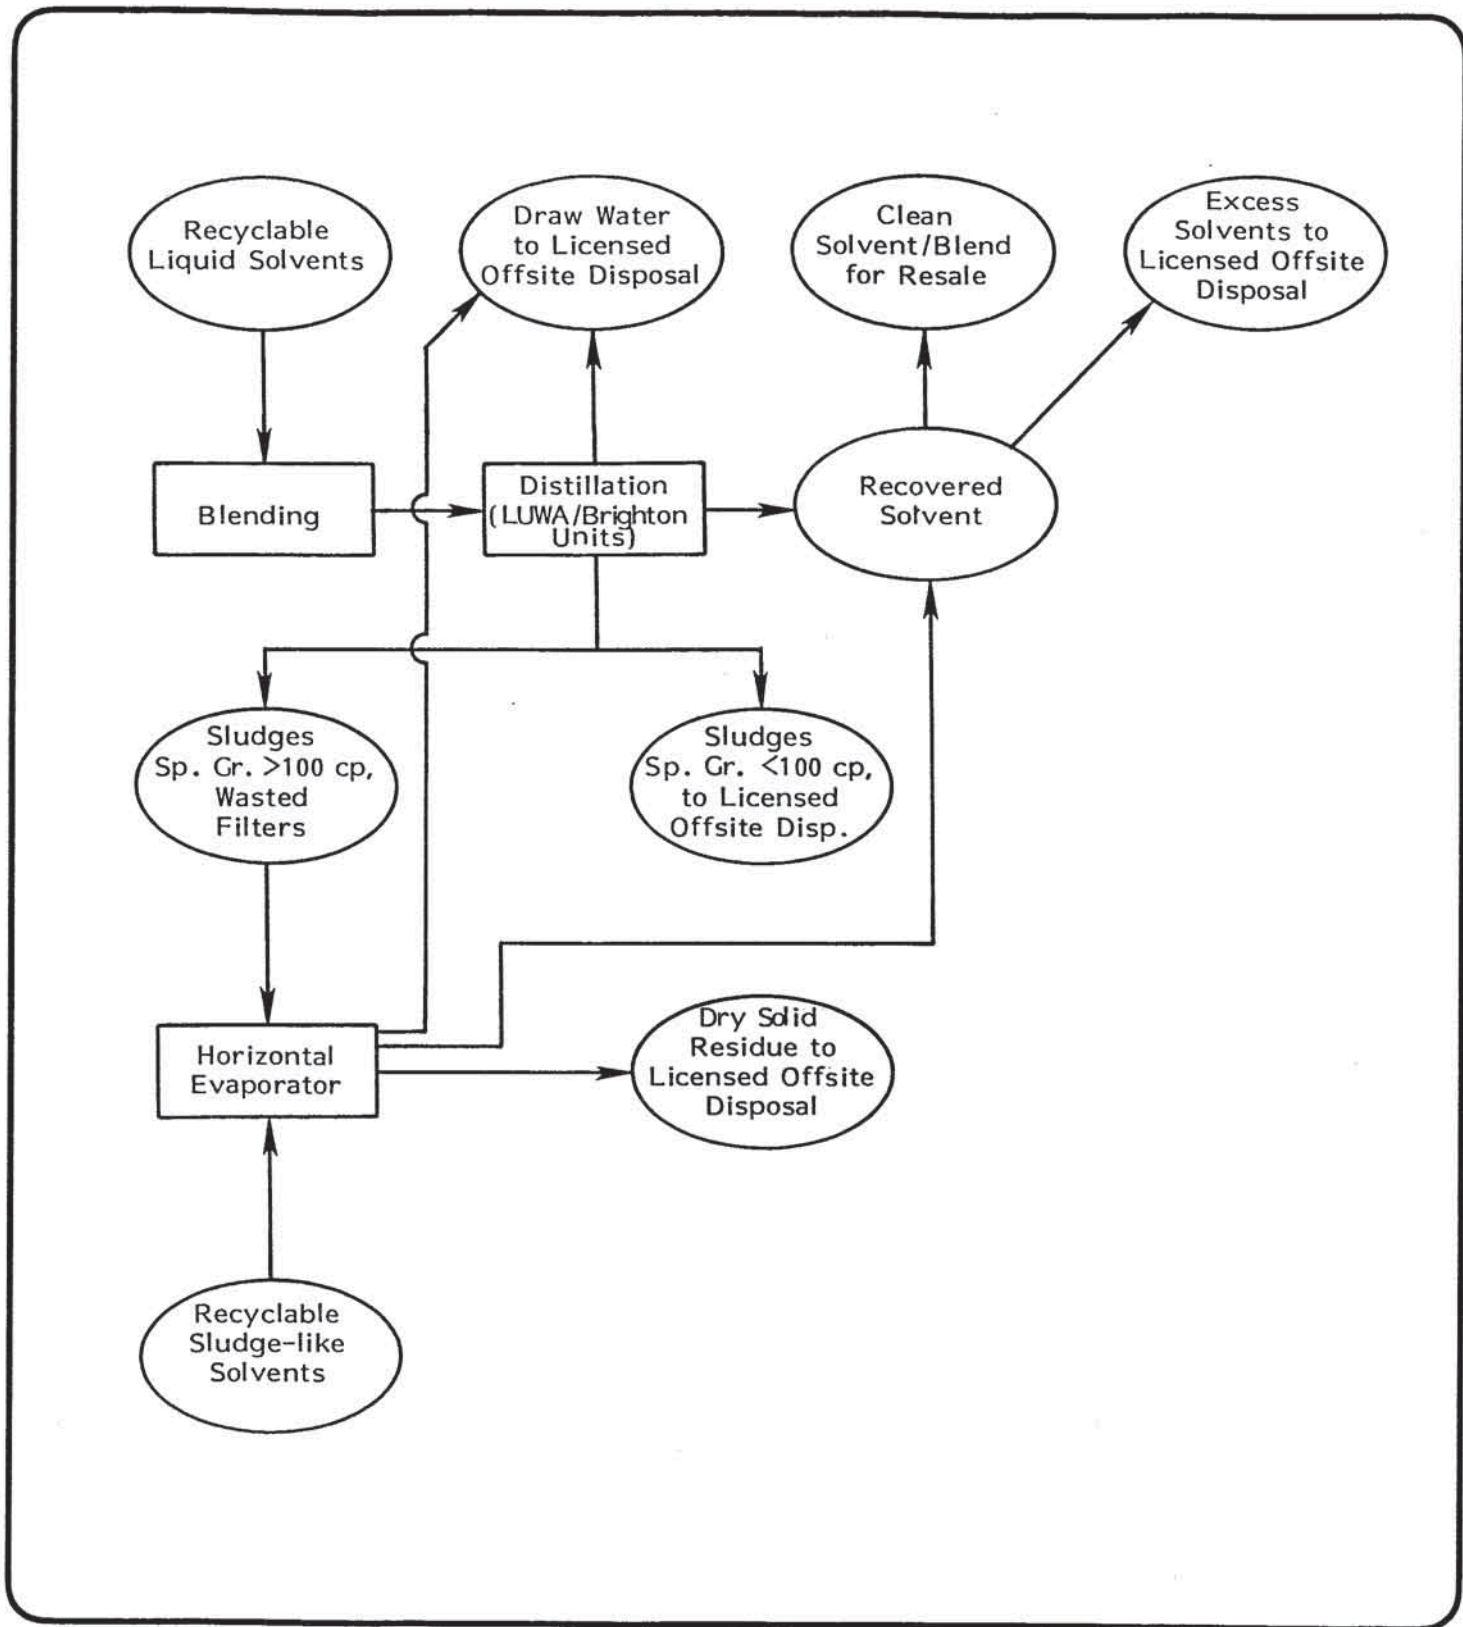 Recyclable
Liquid Solvents
Draw Water
to Licensed
Offsite Disposal
Clean
Solvent/Blend
for Resale
Excess
Solvents to
Licensed Offsite
Disposal
Blending
Distillation
(LUWA/Brighton
Units)
Recovered
Solvent
Sludges
Sp. Gr. >100 cp,
Wasted
Filters
Sludges
Sp. Gr. <100 cp,
to Licensed
Offsite Disp.
Horizontal
Evaporator
Dry Solid
Residue to
Licensed Offsite
Disposal
Recyclable
Sludge-like
Solvents